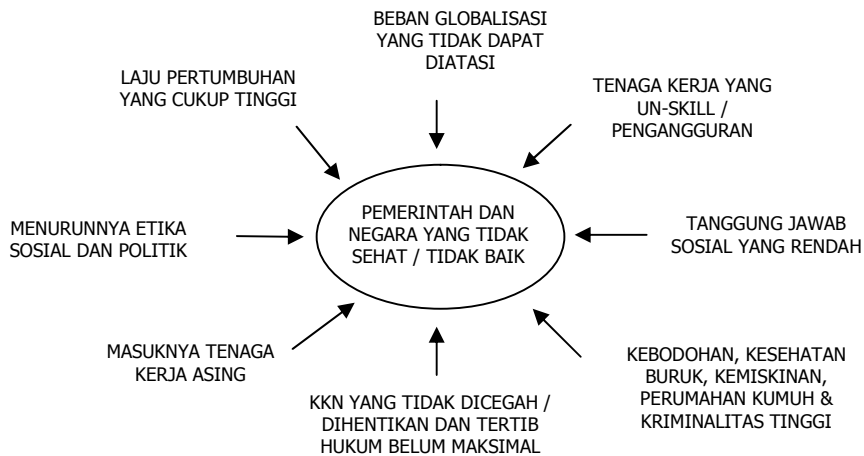 BEBAN GLOBALISASI
YANG TIDAK DAPAT
DIATASI
LAJU PERTUMBUHAN
YANG CUKUP TINGGI
TENAGA KERJA YANG
UN-SKILL /
PENGANGGURAN
MENURUNNYA ETIKA
SOSIAL DAN POLITIK
PEMERINTAH DAN
NEGARA YANG TIDAK
SEHAT / TIDAK BAIK
TANGGUNG JAWAB
SOSIAL YANG RENDAH
MASUKNYA TENAGA
KERJA ASING
KKN YANG TIDAK DICEGAH /
DIHENTIKAN DAN TERTIB
HUKUM BELUM MAKSIMAL
KEBODOHAN, KESEHATAN
BURUK, KEMISKINAN,
PERUMAHAN KUMUH &
KRIMINALITAS TINGGI